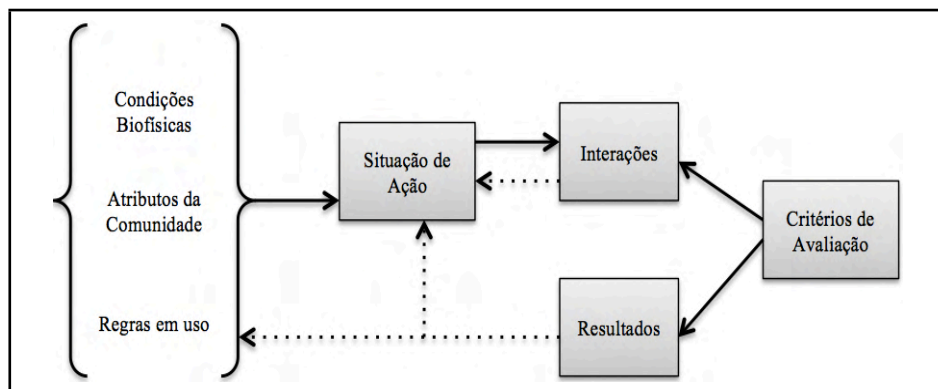 Condições
Biofísicas
Atributos da
Comunidade
Regras em uso
Situação de
Ação
Interações
Resultados
Critérios de
Avaliação